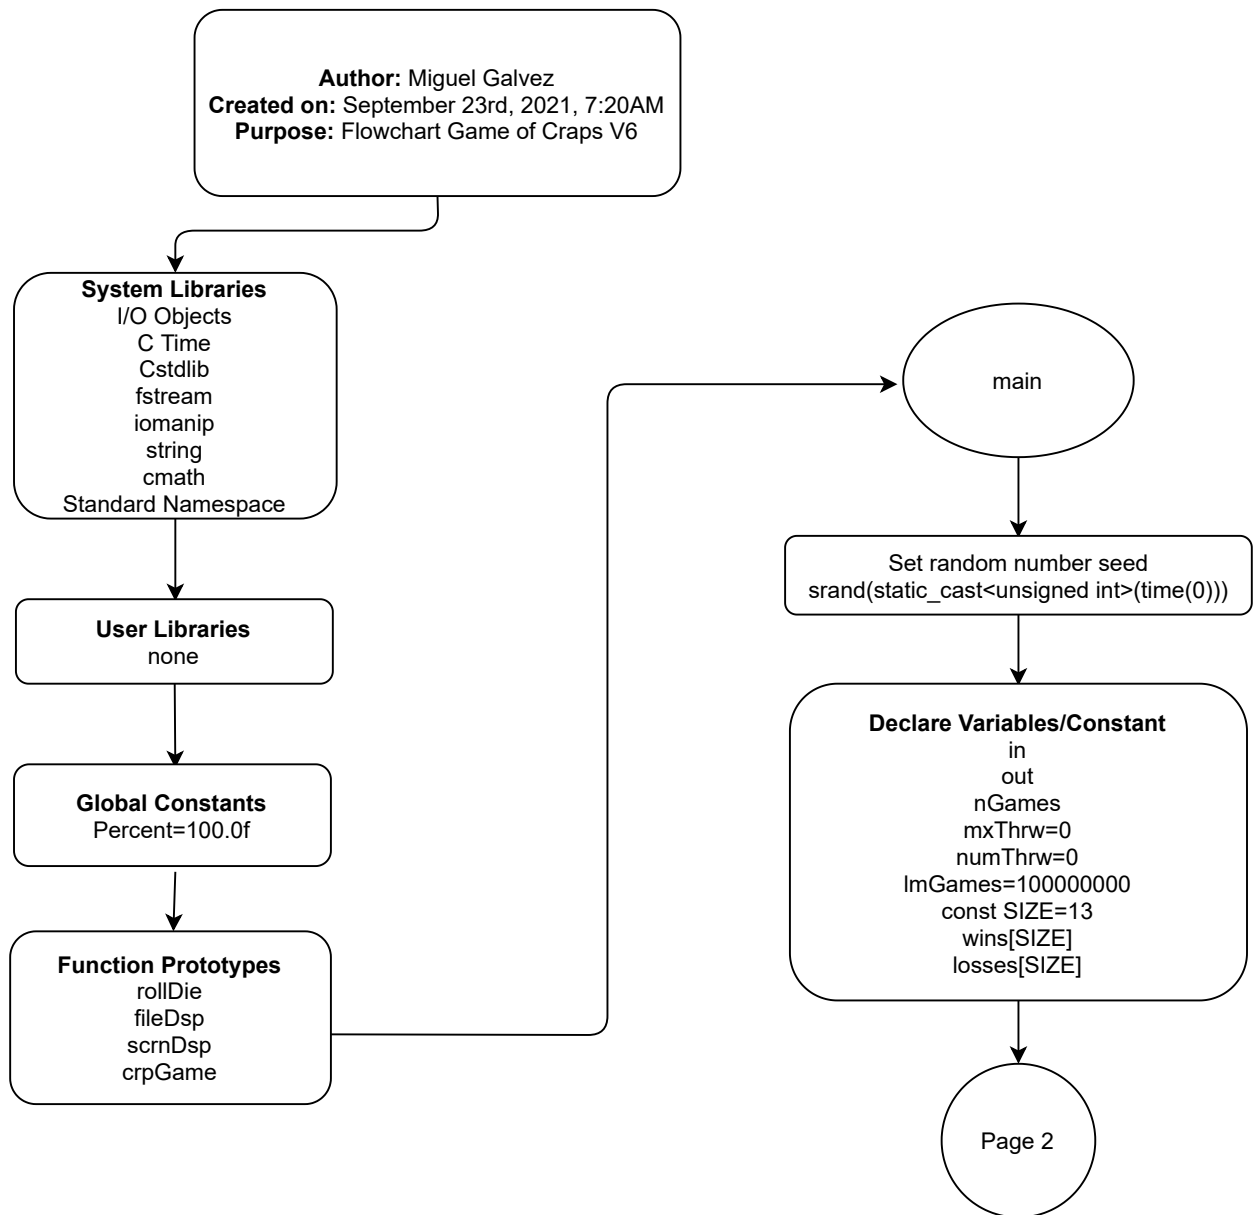 Author: Miguel Galvez
Created on: September 23rd, 2021, 7:20AM
Purpose: Flowchart Game of Craps V6
System Libraries
I/O Objects
C Time
Cstdlib
fstream
iomanip
string
cmath
Standard Namespace
User Libraries
none
Global Constants
Percent=100.0f
Function Prototypes
rollDie
fileDsp
scrnDsp
crpGame
main
Set random number seed
srand(static_cast<unsigned int>(time(0)))
Declare Variables/Constant
in
out
nGames
mxThrw=0
numThrw=0
lmGames=100000000
const SIZE=13
wins[SIZE]
losses[SIZE]
Page 2